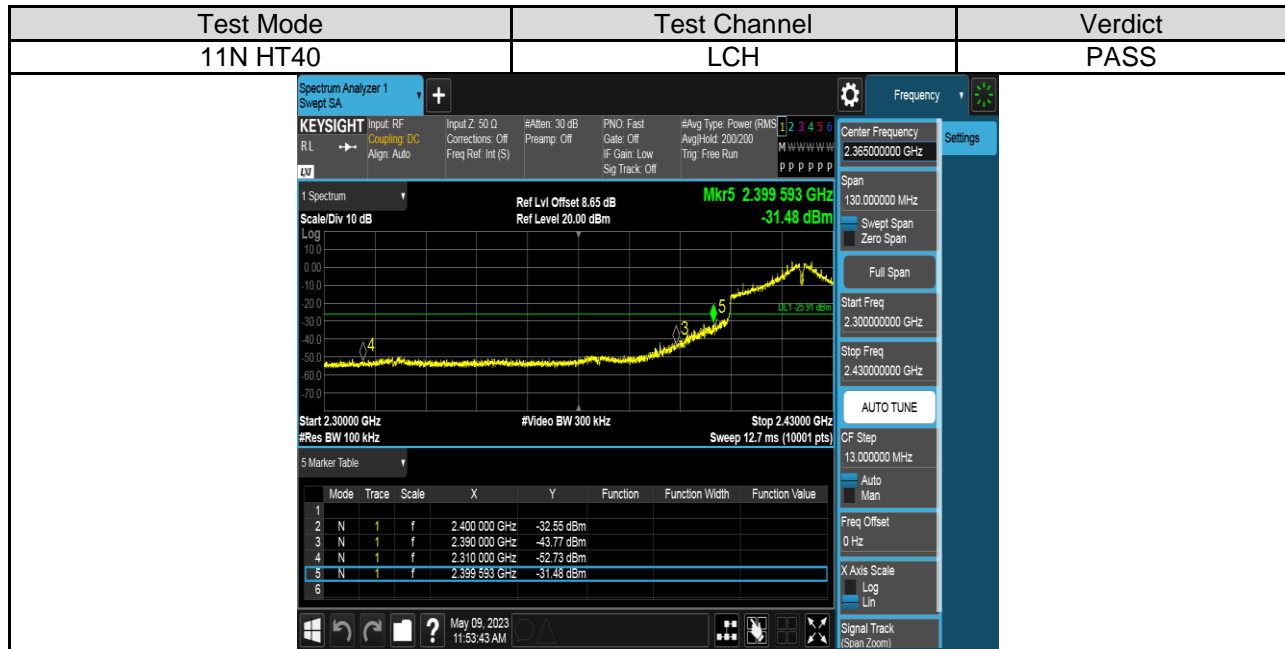 Test Mode Test Channel Verdict
11N HT40 LCH PASS
Spectrum Analyzer 1
Swept SA
+
Frequency
KEYSIGHT
RL
LXI
Input: RF
Coupling: DC
Align: Auto
Input Z: 50 Ω
Corrections: Off
Freq Ref: Int (S)
#Atten: 30 dB
Preamp: Off
PNO: Fast
Gate: Off
IF Gain: Low
Sig Track: Off
#Avg Type: Power (RMS
Avg|Hold: 200/200
Trig: Free Run
1 2 3 4 5 6
M W W W W W
P P P P P P
1 Spectrum
Scale/Div 10 dB
Ref Lvl Offset 8.65 dB
Ref Level 20.00 dBm
Mkr5 2.399 593 GHz
-31.48 dBm
Log
10.0
0.00
-10.0
-20.0
-30.0
-40.0
-50.0
-60.0
-70.0
DL1 -25.91 dBm
5
3
4
Start 2.30000 GHz
#Video BW 300 kHz
Stop 2.43000 GHz
#Res BW 100 kHz
Sweep 12.7 ms (10001 pts)
5 Marker Table
Mode Trace Scale X Y Function Function Width Function Value
1
2 N 1 f 2.400 000 GHz -32.55 dBm
3 N 1 f 2.390 000 GHz -43.77 dBm
4 N 1 f 2.310 000 GHz -52.73 dBm
5 N 1 f 2.399 593 GHz -31.48 dBm
6
?
May 09, 2023
11:53:43 AM
Center Frequency
2.365000000 GHz
Settings
Span
130.000000 MHz
Swept Span
Zero Span
Full Span
Start Freq
2.300000000 GHz
Stop Freq
2.430000000 GHz
AUTO TUNE
CF Step
13.000000 MHz
Auto
Man
Freq Offset
0 Hz
X Axis Scale
Log
Lin
Signal Track
(Span Zoom)